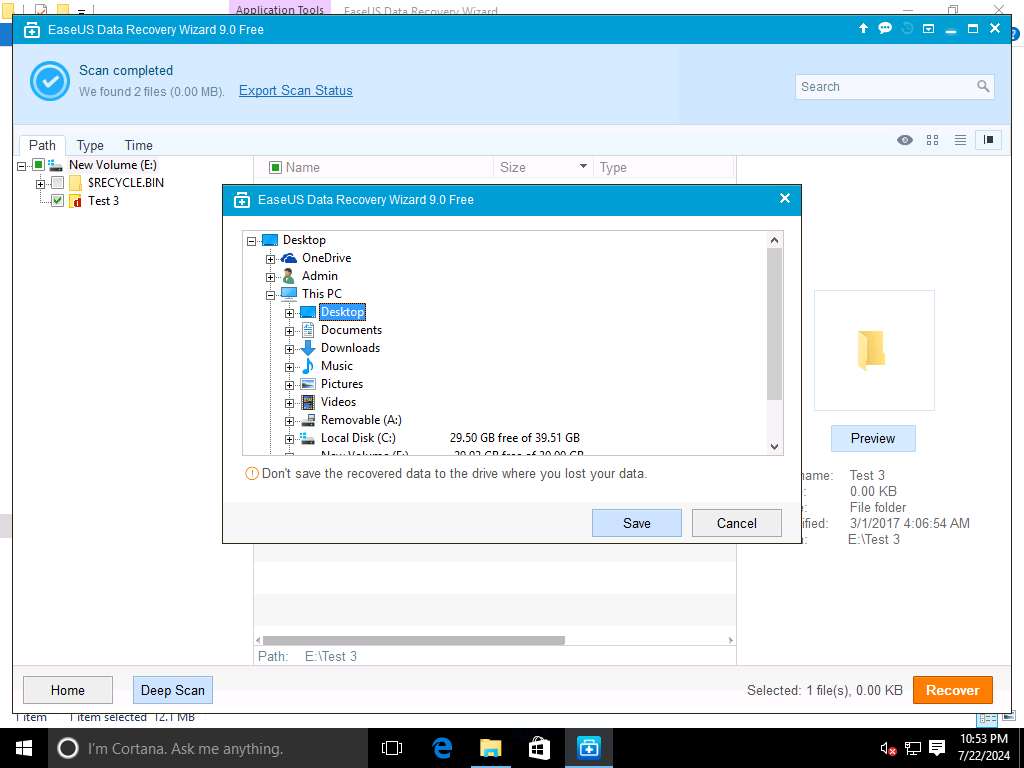 Application Tools
EaseUS Data Recovery Wizard
EaseUS Data Recovery Wizard 9.0 Free
Scan completed
We found 2 files (0.00 MB).
Export Scan Status
Search
Path
Type
Time
New Volume (E:)
$RECYCLE.BIN
Test 3
Name
Size
Type
EaseUS Data Recovery Wizard 9.0 Free
Desktop
OneDrive
Admin
This PC
Desktop
Documents
Downloads
Music
Pictures
Videos
Removable (A:)
Local Disk (C:) 29.50 GB free of 39.51 GB
Don't save the recovered data to the drive where you lost your data.
Save
Cancel
Preview
Test 3
0.00 KB
File folder
3/1/2017 4:06:54 AM
E:\Test 3
Path: E:\Test 3
Home
Deep Scan
Selected: 1 file(s), 0.00 KB
Recover
1 item 1 item selected 12.1 MB
I'm Cortana. Ask me anything.
10:53 PM
7/22/2024